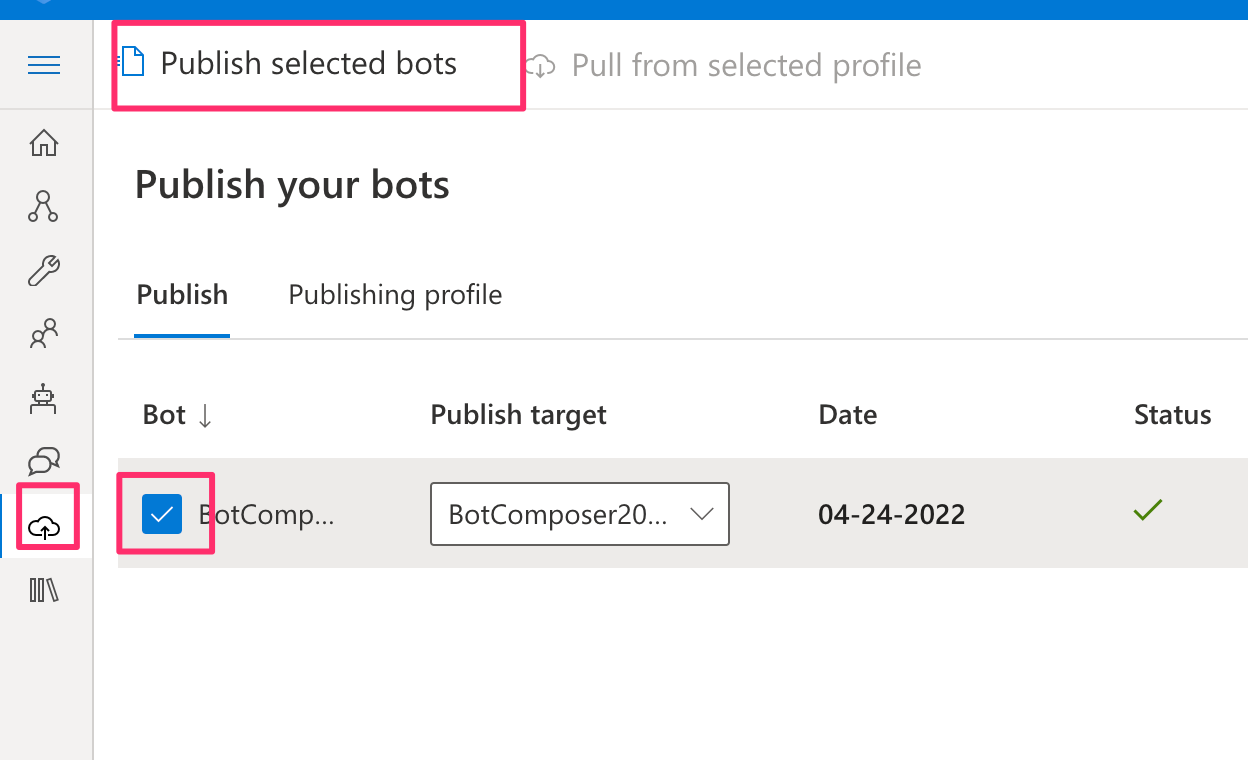 Publish selected bots
Pull from selected profile
Publish your bots
Publish
Publishing profile
Bot
Publish target
Date
Status
BotComp...
BotComposer20...
04-24-2022